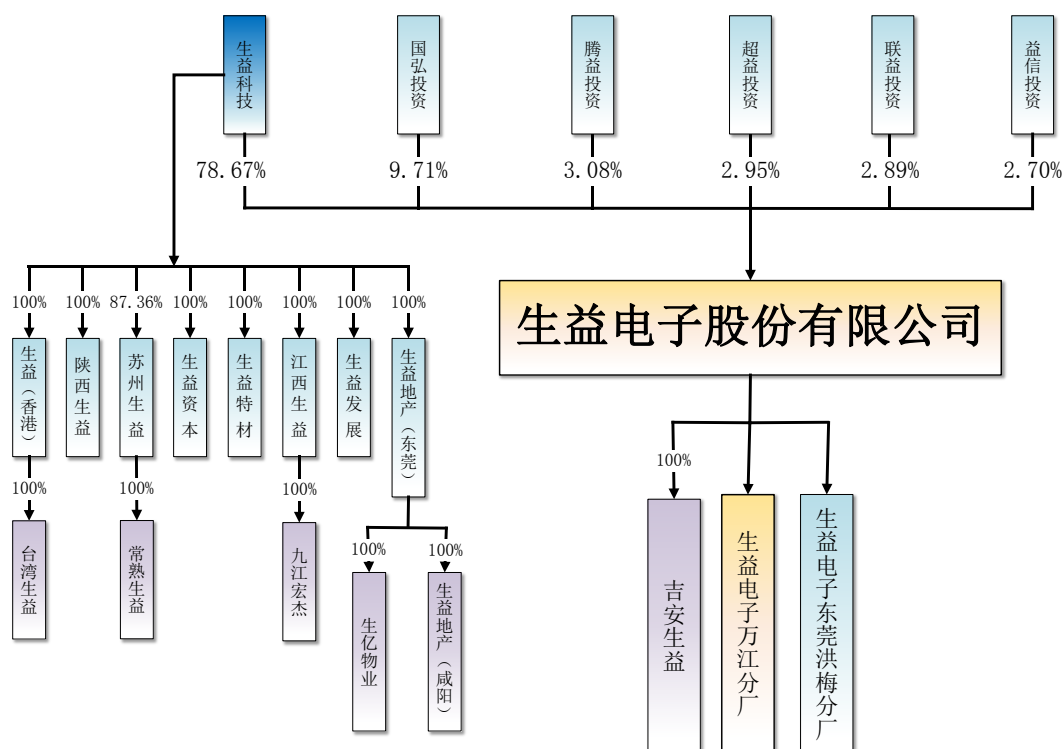 生益科技
国弘投资
腾益投资
超益投资
联益投资
益信投资
78.67%
9.71%
3.08%
2.95%
2.89%
2.70%
100%
100%
87.36%
100%
100%
100%
100%
100%
生益电子股份有限公司
生益（香港）
陕西生益
苏州生益
生益资本
生益特材
江西生益
生益发展
生益地产（东莞）
100%
100%
100%
100%
台湾生益
常熟生益
九江宏杰
100%
100%
生亿物业
生益地产（咸阳）
吉安生益
生益电子万江分厂
生益电子东莞洪梅分厂